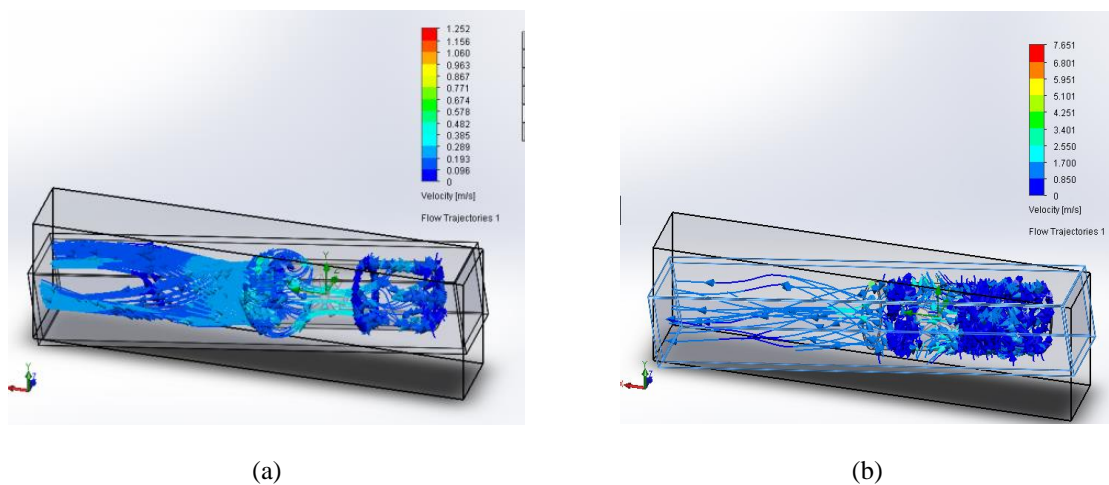 1.252
1.156
1.060
0.963
0.867
0.771
0.674
0.578
0.482
0.385
0.289
0.193
0.096
0
Velocity [m/s]
Flow Trajectories 1
Y
Y
(a)
7.651
6.801
5.951
5.101
4.251
3.401
2.550
1.700
0.850
0
Velocity [m/s]
Flow Trajectories 1
Y
(b)